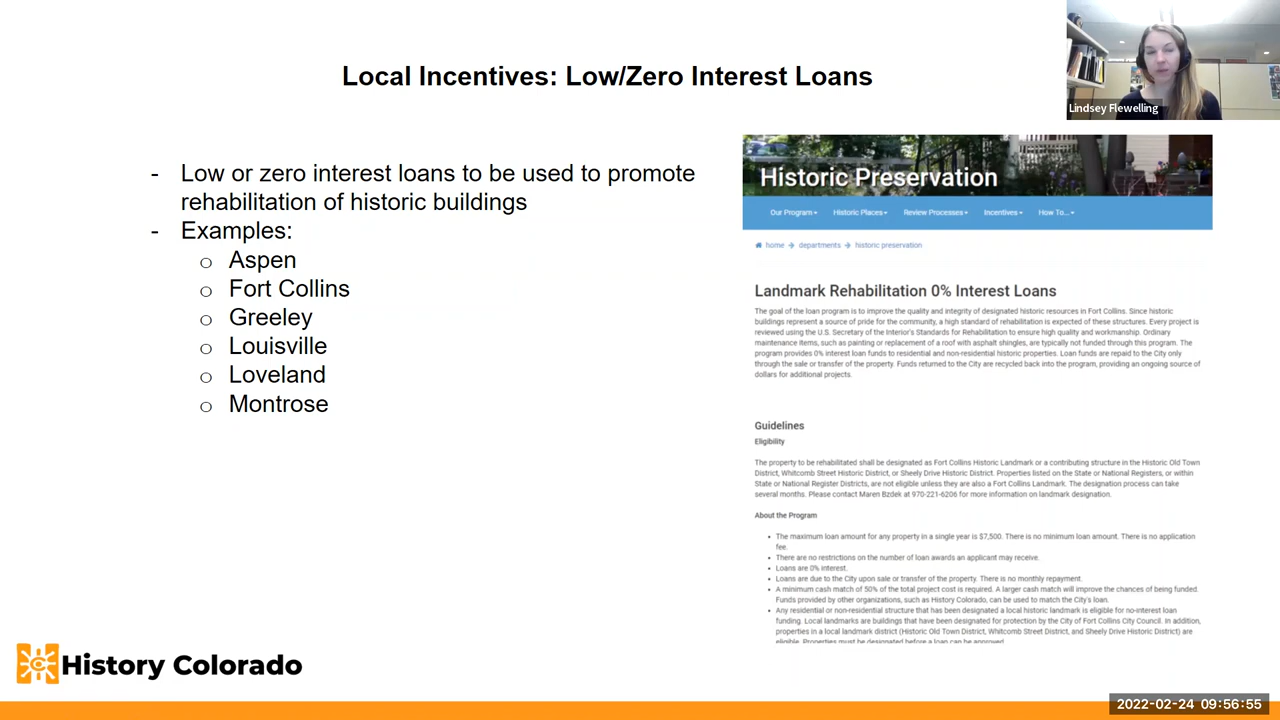 Local Incentives: Low/Zero Interest Loans
Lindsey Flewelling
- Low or zero interest loans to be used to promote
rehabilitation of historic buildings
- Examples:
o Aspen
o Fort Collins
o Greeley
o Louisville
o Loveland
o Montrose
Historic Preservation
Our Program Historic Places Review Processes Incentives How To...
home → departments → historic preservation
Landmark Rehabilitation 0% Interest Loans
The goal of the loan program is to improve the quality and integrity of designated historic resources in Fort Collins. Since historic
buildings represent a source of pride for the community, a high standard of rehabilitation is expected of these structures. Every project is
reviewed using the U.S. Secretary of the Interior's Standards for Rehabilitation to ensure high quality and workmanship. Ordinary
maintenance items, such as painting or replacement of a roof with asphalt shingles, are typically not funded through this program. The
program provides 0% interest loan funds to residential and non-residential historic properties. Loan funds are repaid to the City only
through the sale or transfer of the property. Funds returned to the City are recycled back into the program, providing an ongoing source of
dollars for additional projects.
Guidelines
Eligibility
The property to be rehabilitated shall be designated as Fort Collins Historic Landmark or a contributing structure in the Historic Old Town
District, Whitcomb Street Historic District, or Sheely Drive Historic District. Properties listed on the State or National Registers, or within
State or National Register Districts, are not eligible unless they are also a Fort Collins Landmark. The designation process can take
several months. Please contact Maren Bzdek at 970-221-6206 for more information on landmark designation.
About the Program
• The maximum loan amount for any property in a single year is $7,500. There is no minimum loan amount. There is no application
fee.
• There are no restrictions on the number of loan awards an applicant may receive.
• Loans are 0% interest.
• Loans are due to the City upon sale or transfer of the property. There is no monthly repayment.
• A minimum cash match of 50% of the total project cost is required. A larger cash match will improve the chances of being funded.
Funds provided by other organizations, such as History Colorado, can be used to match the City's loan.
• Any residential or non-residential structure that has been designated a local historic landmark is eligible for no-interest loan
funding. Local landmarks are buildings that have been designated for protection by the City of Fort Collins City Council. In addition,
properties in a local landmark district (Historic Old Town District, Whitcomb Street District, and Sheely Drive Historic District) are
eligible. Properties must be designated before a loan can be approved.
History Colorado
2022-02-24 09:56:55